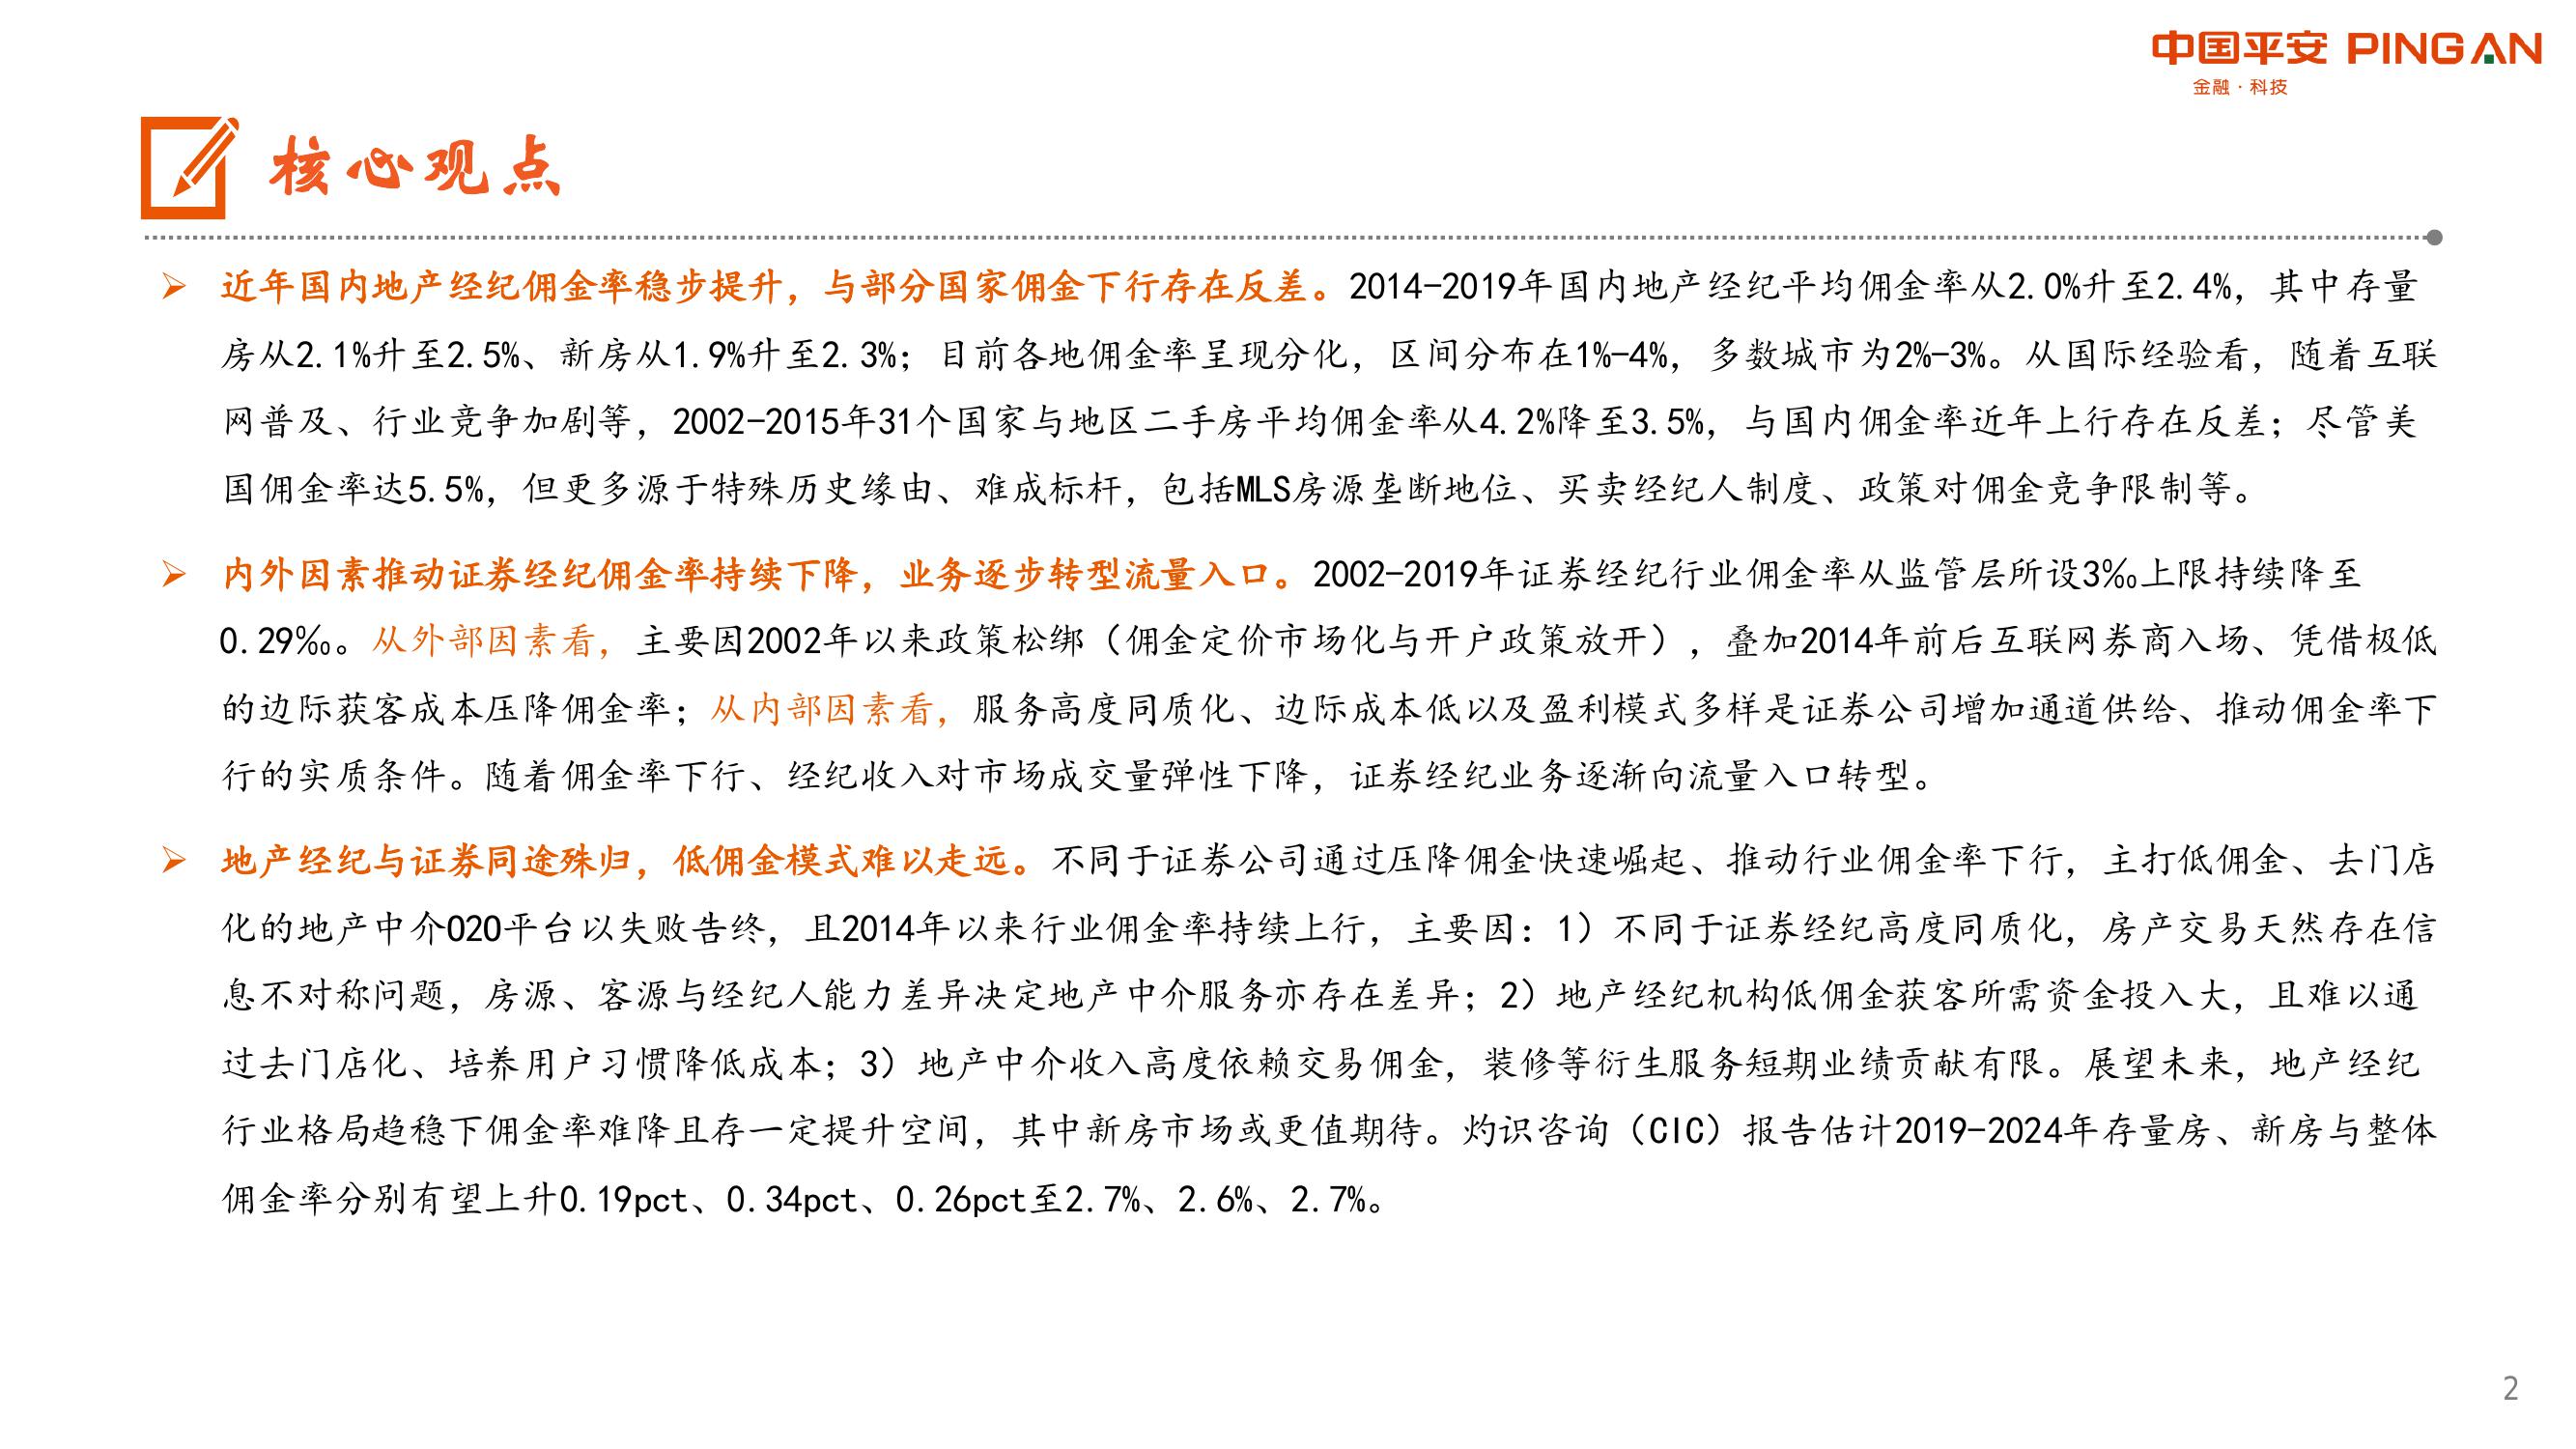 中国平安 PINGAN
金融·科技
核心观点
➢ 近年国内地产经纪佣金率稳步提升，与部分国家佣金下行存在反差。2014-2019年国内地产经纪平均佣金率从2.0%升至2.4%，其中存量
房从2.1%升至2.5%、新房从1.9%升至2.3%；目前各地佣金率呈现分化，区间分布在1%-4%，多数城市为2%-3%。从国际经验看，随着互联
网普及、行业竞争加剧等，2002-2015年31个国家与地区二手房平均佣金率从4.2%降至3.5%，与国内佣金率近年上行存在反差；尽管美
国佣金率达5.5%，但更多源于特殊历史缘由、难成标杆，包括MLS房源垄断地位、买卖经纪人制度、政策对佣金竞争限制等。
➢ 内外因素推动证券经纪佣金率持续下降，业务逐步转型流量入口。2002-2019年证券经纪行业佣金率从监管层所设3‰上限持续降至
0.29‰。从外部因素看，主要因2002年以来政策松绑（佣金定价市场化与开户政策放开），叠加2014年前后互联网券商入场、凭借极低
的边际获客成本压降佣金率；从内部因素看，服务高度同质化、边际成本低以及盈利模式多样是证券公司增加通道供给、推动佣金率下
行的实质条件。随着佣金率下行、经纪收入对市场成交量弹性下降，证券经纪业务逐渐向流量入口转型。
➢ 地产经纪与证券同途殊归，低佣金模式难以走远。不同于证券公司通过压降佣金快速崛起、推动行业佣金率下行，主打低佣金、去门店
化的地产中介O2O平台以失败告终，且2014年以来行业佣金率持续上行，主要因：1）不同于证券经纪高度同质化，房产交易天然存在信
息不对称问题，房源、客源与经纪人能力差异决定地产中介服务亦存在差异；2）地产经纪机构低佣金获客所需资金投入大，且难以通
过去门店化、培养用户习惯降低成本；3）地产中介收入高度依赖交易佣金，装修等衍生服务短期业绩贡献有限。展望未来，地产经纪
行业格局趋稳下佣金率难降且存一定提升空间，其中新房市场或更值期待。灼识咨询（CIC）报告估计2019-2024年存量房、新房与整体
佣金率分别有望上升0.19pct、0.34pct、0.26pct至2.7%、2.6%、2.7%。
2